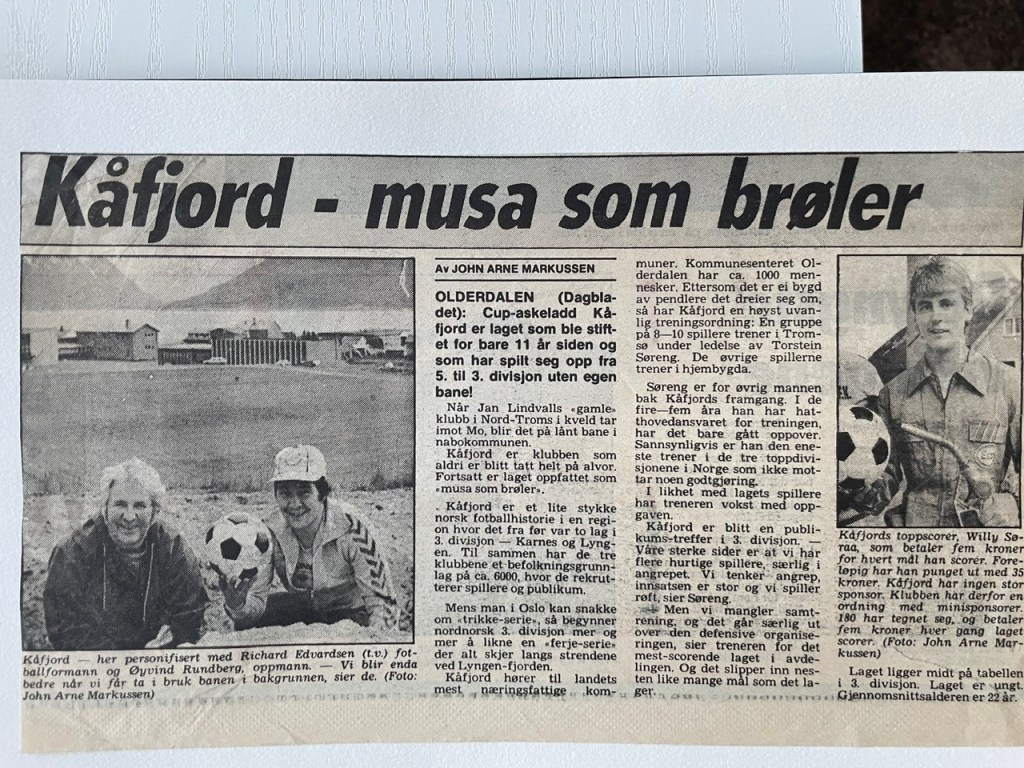 Kåfjord - musa som brøler
Kåfjord — her personifisert med Richard Edvardsen (t.v.) fot-
ballformann og Øyvind Rundberg, oppmann. — Vi blir enda
bedre når vi får ta i bruk banen i bakgrunnen, sier de. (Foto:
John Arne Markussen)
Av JOHN ARNE MARKUSSEN
OLDERDALEN (Dagbla-
det): Cup-askeladd Kå-
fjord er laget som ble stift-
et for bare 11 år siden og
som har spilt seg opp fra
5. til 3. divisjon uten egen
bane!
Når Jan Lindvalls «gamle»
klubb i Nord-Troms i kveld tar
imot Mo, blir det på lånt bane i
nabokommunen.
Kåfjord er klubben som
aldri er blitt tatt helt på alvor.
Fortsatt er laget oppfattet som
«musa som brøler».
Kåfjord er et lite stykke
norsk fotballhistorie i en regi-
on hvor det fra før var to lag i
3. divisjon — Karnes og Lyng-
en. Til sammen har de tre
klubbene et befolkningsgrunn-
lag på ca. 6000, hvor de rekrut-
terer spillere og publikum.
Mens man i Oslo kan snakke
om «trikke-serie», så begynner
nordnorsk 3. divisjon mer og
mer å likne en «ferje-serie»
der alt skjer langs strendene
ved Lyngen-fjorden.
Kåfjord hører til landets
mest næringsfattige kom-
muner. Kommunesenteret Ol-
derdalen har ca. 1000 men-
nesker. Ettersom det er ei bygd
av pendlere det dreier seg om,
så har Kåfjord en høyst uvan-
lig treningsordning: En gruppe
på 8—10 spillere trener i Trom-
sø under ledelse av Torstein
Søreng. De øvrige spillerne
trener i hjembygda.
Søreng er for øvrig mannen
bak Kåfjords framgang. I de
fire—fem åra han har hat-
thovedansvaret for treningen,
har det bare gått oppover.
Sannsynligvis er han den ene-
ste trener i de tre toppdivi-
sjonene i Norge som ikke mot-
tar noen godtgjøring.
I likhet med lagets spillere
har treneren vokst med opp-
gaven.
Kåfjord er blitt en publi-
kums-treffer i 3. divisjon. —
Våre sterke sider er at vi har
flere hurtige spillere, særlig i
angrepet. Vi tenker angrep,
innsatsen er stor og vi spiller
røft, sier Søreng.
— Men vi mangler samt-
rening, og det går særlig ut
over den defensive organise-
ringen, sier treneren for det
mest-scorende laget i avde-
lingen. Og det slipper inn nes-
ten like mange mål som det la-
ger.
Kåfjords toppscorer, Willy Sø-
raa, som betaler fem kroner
for hvert mål han scorer. Fore-
løpig har han punget ut med 35
kroner. Kåfjord har ingen stor
sponsor. Klubben har derfor en
ordning med minisponsorer.
180 har tegnet seg, og betaler
fem kroner hver gang laget
scorer. (Foto: John Arne Mar-
kussen)
Laget ligger midt på tabellen
i 3. divisjon. Laget er ungt.
Gjennomsnittsalderen er 22 år.